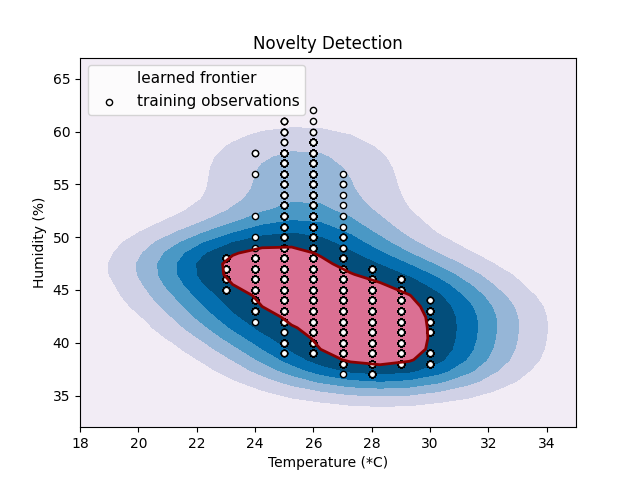 Novelty Detection
learned frontier
training observations
65
60
55
50
45
40
35
Humidity (%)
18 20 22 24 26 28 30 32 34
Temperature (*C)